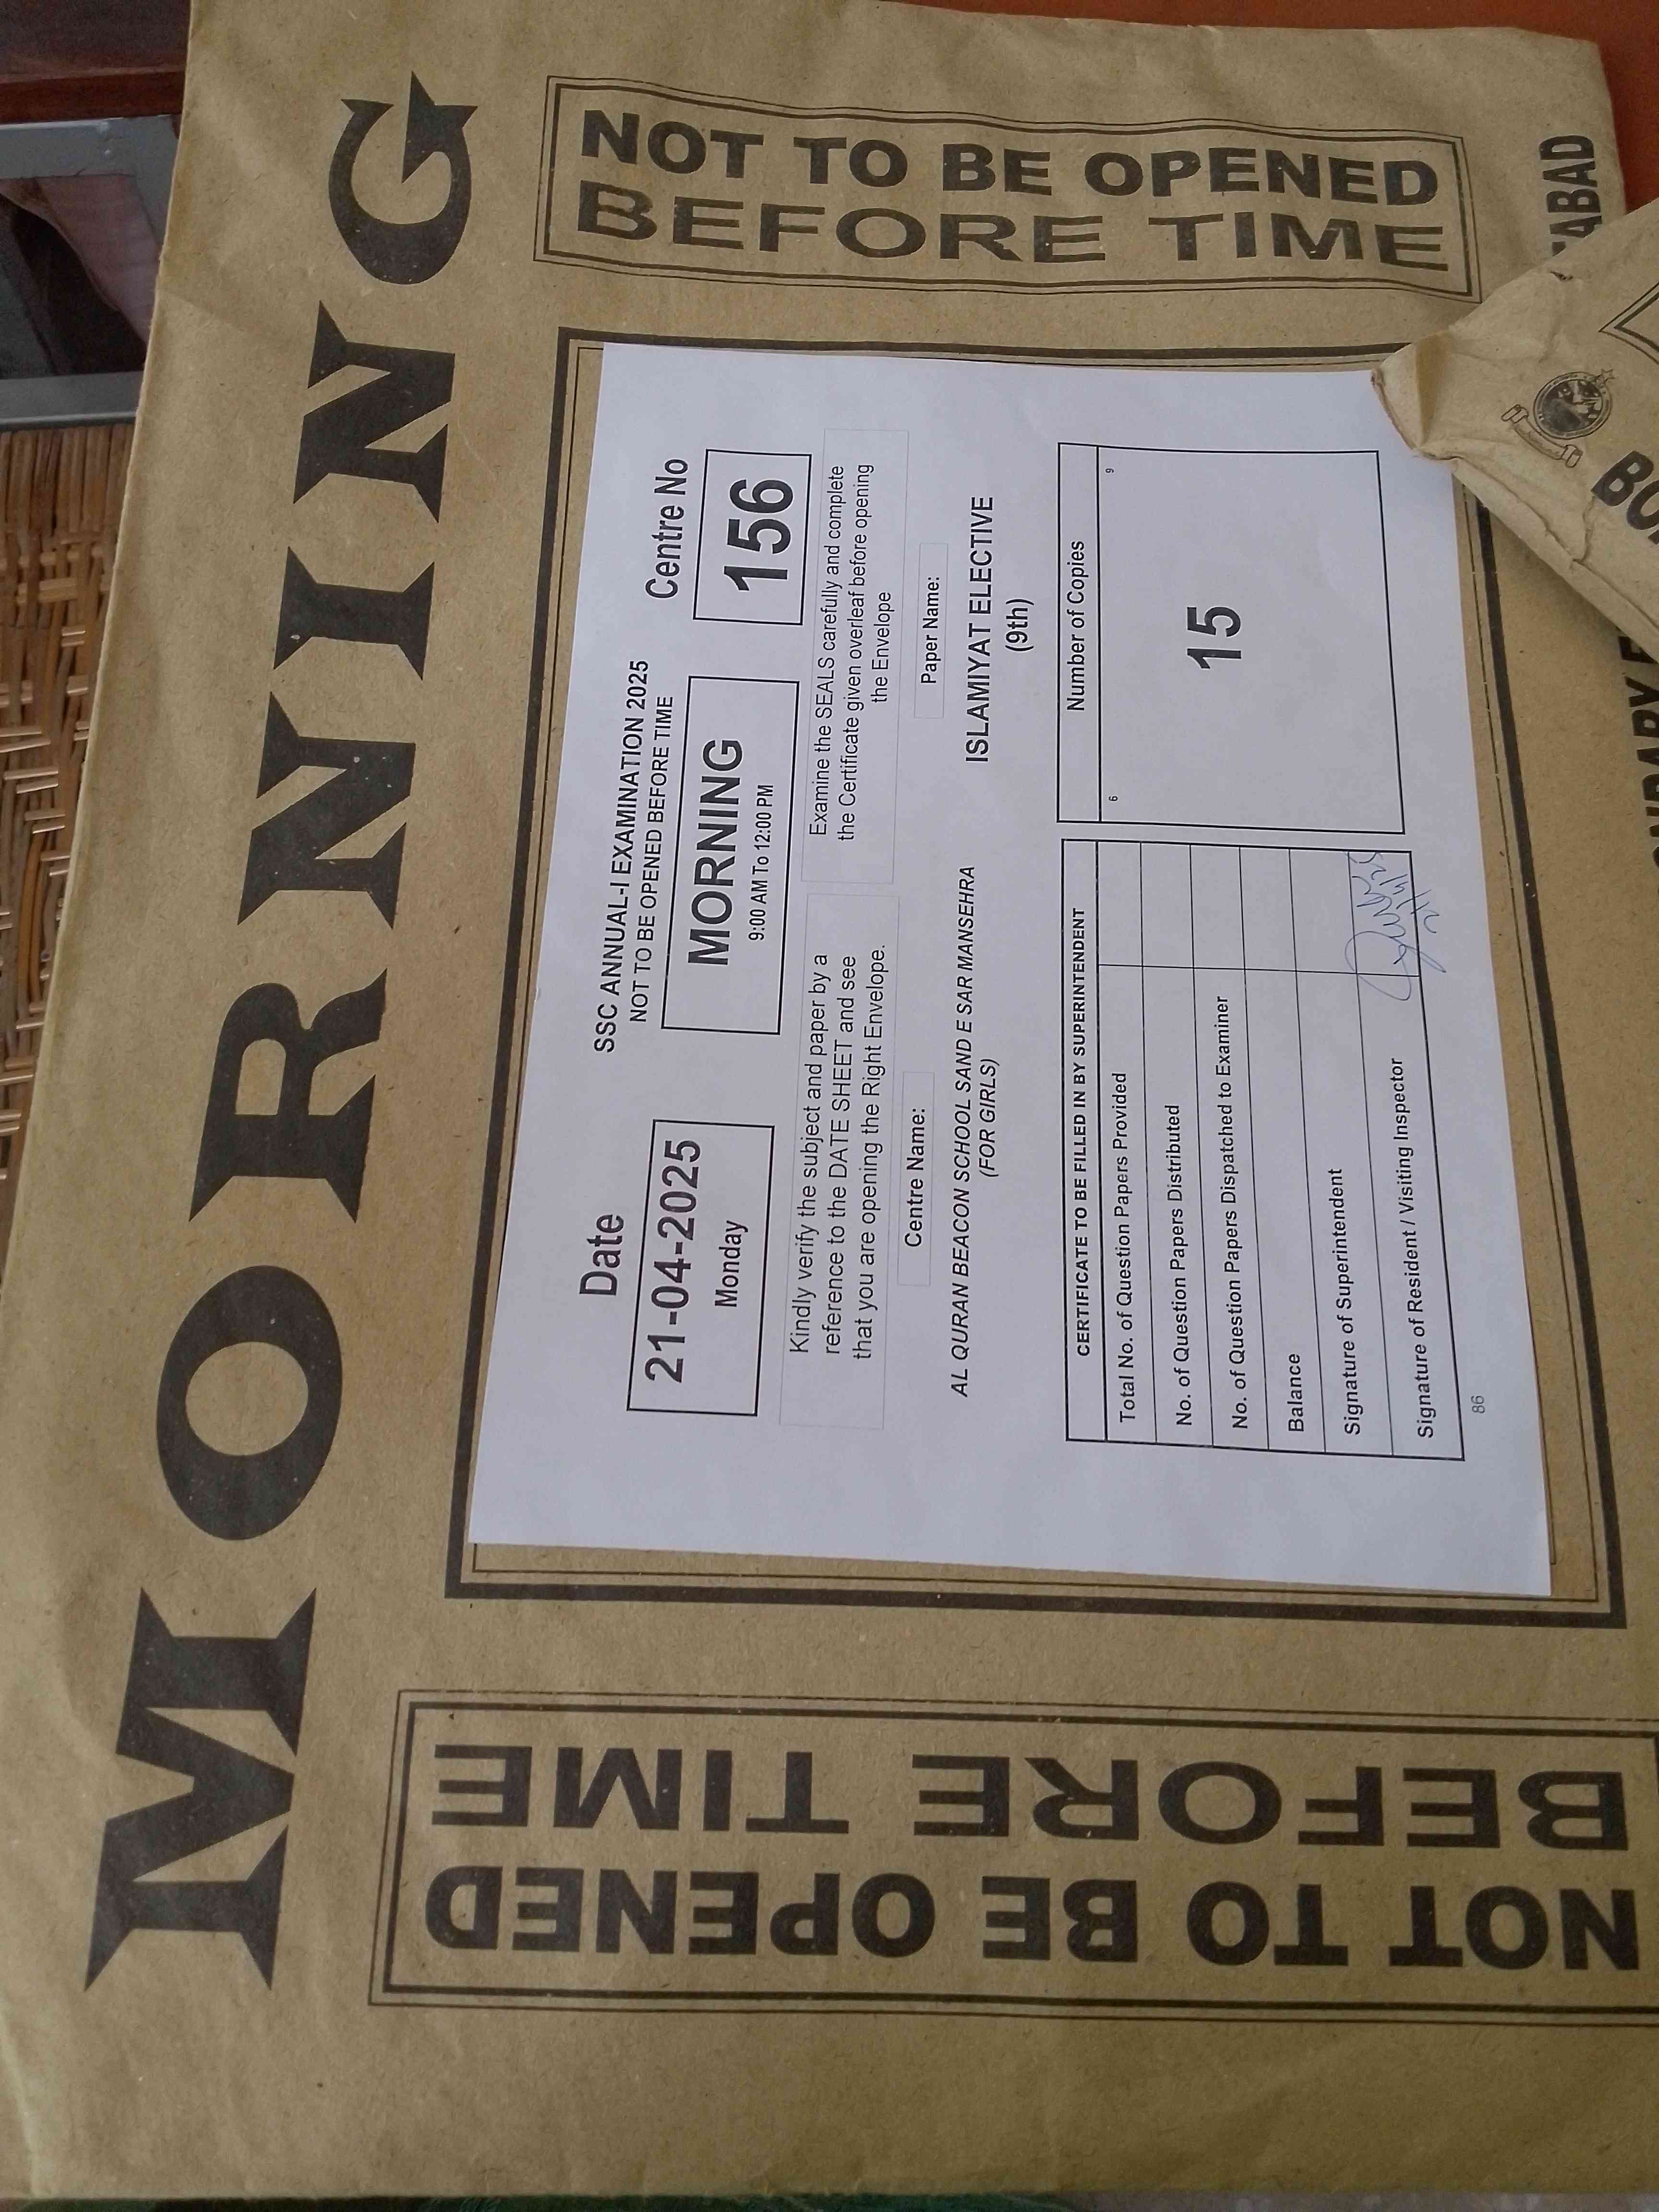 MORNING
NOT TO BE OPENED
BEFORE TIME
SSC ANNUAL-I EXAMINATION 2025
NOT TO BE OPENED BEFORE TIME
Date
21-04-2025
Monday
MORNING
9:00 AM To 12:00 PM
Centre No
156
Kindly verify the subject and paper by a
reference to the DATE SHEET and see
that you are opening the Right Envelope.
Examine the SEALS carefully and complete
the Certificate given overleaf before opening
the Envelope
Centre Name:
AL QURAN BEACON SCHOOL SAND E SAR MANSEHRA
(FOR GIRLS)
Paper Name:
ISLAMIYAT ELECTIVE
(9th)
CERTIFICATE TO BE FILLED IN BY SUPERINTENDENT
Total No. of Question Papers Provided
No. of Question Papers Distributed
No. of Question Papers Dispatched to Examiner
Balance
Signature of Superintendent
Signature of Resident / Visiting Inspector
Number of Copies
6 9
15
86
NOT TO BE OPENED
BEFORE TIME